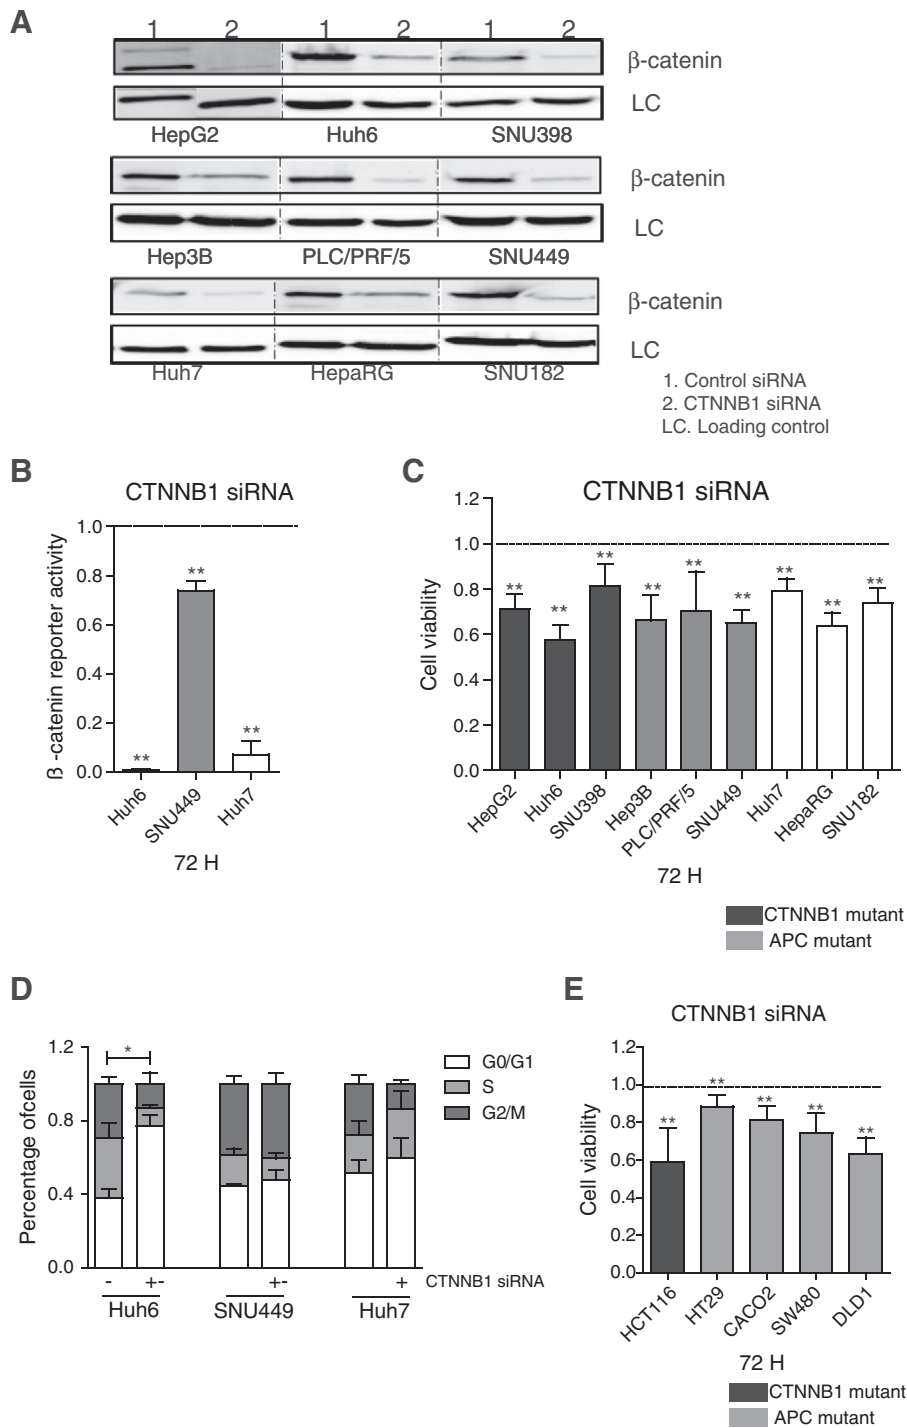 A
1 2 1 2 1 2
β-catenin
LC
HepG2 Huh6 SNU398
β-catenin
LC
Hep3B PLC/PRF/5 SNU449
β-catenin
LC
Huh7 HepaRG SNU182
1. Control siRNA
2. CTNNB1 siRNA
LC. Loading control
B
CTNNB1 siRNA
β -catenin reporter activity
1.0
0.8
0.6
0.4
0.2
0.0
**
**
**
Huh6 SNU449 Huh7
72 H
C
CTNNB1 siRNA
Cell viability
1.2
1.0
0.8
0.6
0.4
0.2
0.0
** ** ** ** ** ** ** ** **
HepG2 Huh6 SNU398 Hep3B PLC/PRF/5 SNU449 Huh7 HepaRG SNU182
72 H
CTNNB1 mutant
APC mutant
D
Percentage ofcells
1.2
0.8
0.4
0.0
*
G0/G1
S
G2/M
- +- +- + CTNNB1 siRNA
Huh6 SNU449 Huh7
E
CTNNB1 siRNA
Cell viability
1.2
1.0
0.8
0.6
0.4
0.2
0.0
** ** ** ** **
HCT116 HT29 CACO2 SW480 DLD1
72 H
CTNNB1 mutant
APC mutant